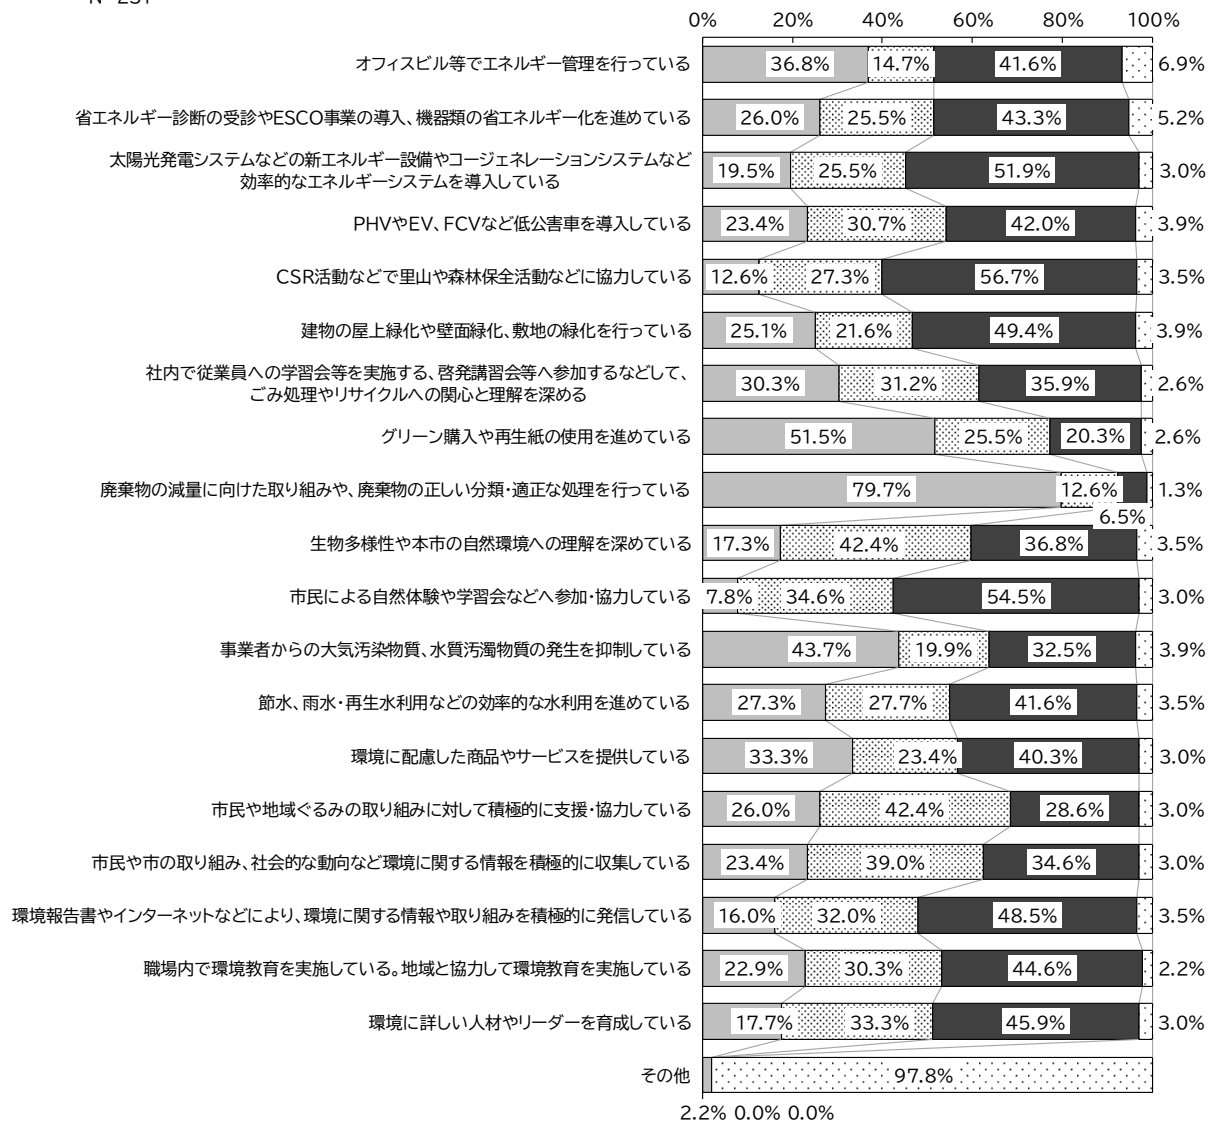 0% 20% 40% 60% 80% 100%
オフィスビル等でエネルギー管理を行っている 36.8% 14.7% 41.6% 6.9%
省エネルギー診断の受診やESCO事業の導入、機器類の省エネルギー化を進めている 26.0% 25.5% 43.3% 5.2%
太陽光発電システムなどの新エネルギー設備やコージェネレーションシステムなど
効率的なエネルギーシステムを導入している 19.5% 25.5% 51.9% 3.0%
PHVやEV、FCVなど低公害車を導入している 23.4% 30.7% 42.0% 3.9%
CSR活動などで里山や森林保全活動などに協力している 12.6% 27.3% 56.7% 3.5%
建物の屋上緑化や壁面緑化、敷地の緑化を行っている 25.1% 21.6% 49.4% 3.9%
社内で従業員への学習会等を実施する、啓発講習会等へ参加するなどして、
ごみ処理やリサイクルへの関心と理解を深める 30.3% 31.2% 35.9% 2.6%
グリーン購入や再生紙の使用を進めている 51.5% 25.5% 20.3% 2.6%
廃棄物の減量に向けた取り組みや、廃棄物の正しい分類・適正な処理を行っている 79.7% 12.6% 1.3%
6.5%
生物多様性や本市の自然環境への理解を深めている 17.3% 42.4% 36.8% 3.5%
市民による自然体験や学習会などへ参加・協力している 7.8% 34.6% 54.5% 3.0%
事業者からの大気汚染物質、水質汚濁物質の発生を抑制している 43.7% 19.9% 32.5% 3.9%
節水、雨水・再生水利用などの効率的な水利用を進めている 27.3% 27.7% 41.6% 3.5%
環境に配慮した商品やサービスを提供している 33.3% 23.4% 40.3% 3.0%
市民や地域ぐるみの取り組みに対して積極的に支援・協力している 26.0% 42.4% 28.6% 3.0%
市民や市の取り組み、社会的な動向など環境に関する情報を積極的に収集している 23.4% 39.0% 34.6% 3.0%
環境報告書やインターネットなどにより、環境に関する情報や取り組みを積極的に発信している 16.0% 32.0% 48.5% 3.5%
職場内で環境教育を実施している。地域と協力して環境教育を実施している 22.9% 30.3% 44.6% 2.2%
環境に詳しい人材やリーダーを育成している 17.7% 33.3% 45.9% 3.0%
その他 97.8%
2.2% 0.0% 0.0%